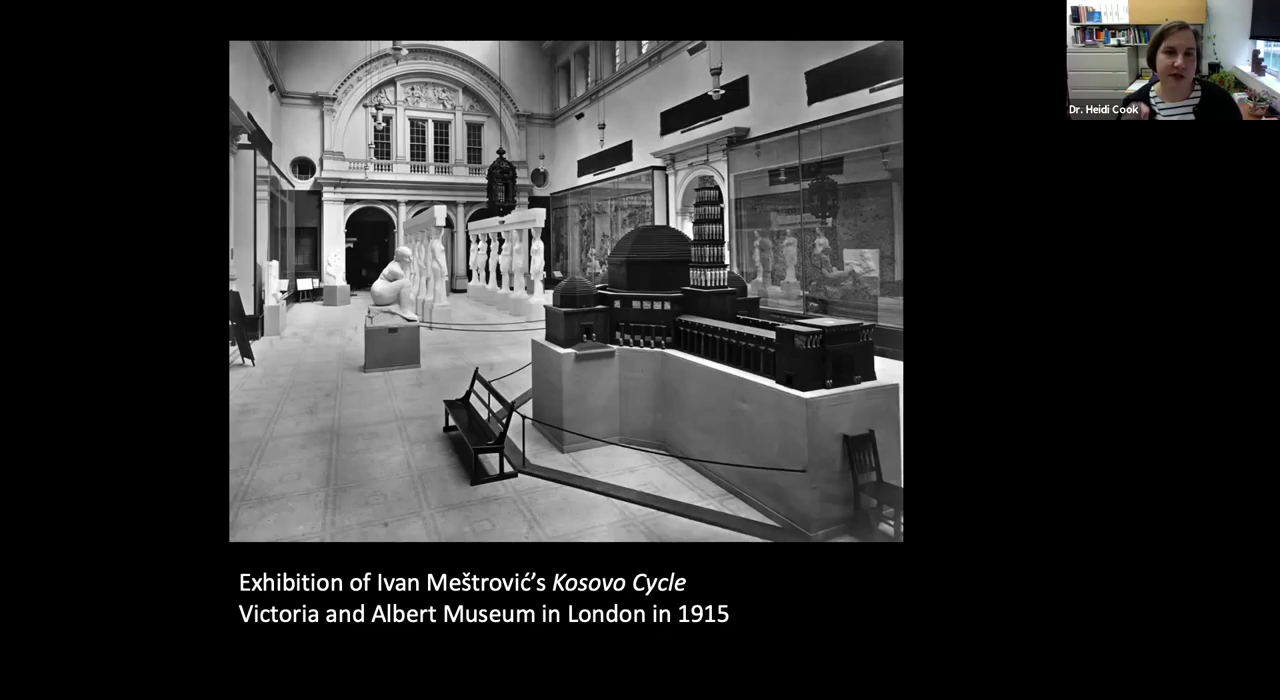 Dr. Heidi Cook
Exhibition of Ivan Meštrović’s Kosovo Cycle
Victoria and Albert Museum in London in 1915